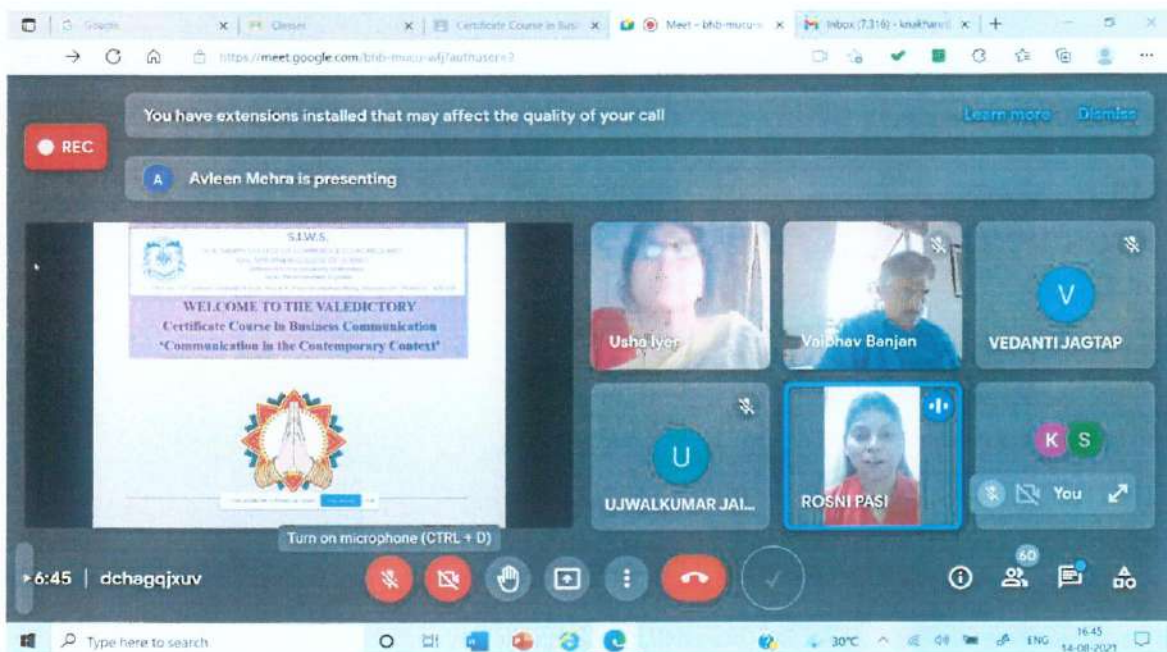 Google
Classes
Certificate Course in Busi
Meet - bhb-mucu-w
Inbox (7,316) - knakhared
https://meet.google.com/bhb-mucu-wfj?authuser=2
You have extensions installed that may affect the quality of your call
Learn more Dismiss
REC
A Avleen Mehra is presenting
S.I.W.S.
WELCOME TO THE VALEDICTORY
Certificate Course in Business Communication
'Communication in the Contemporary Context'
Usha Iyer
Vaibhav Banjan
V
VEDANTI JAGTAP
U
UJWALKUMAR JAI...
ROSNI PASI
K S
You
Turn on microphone (CTRL + D)
6:45 | dchagqjxuv
60
Type here to search
30°C
ENG
16:45
14-08-2021